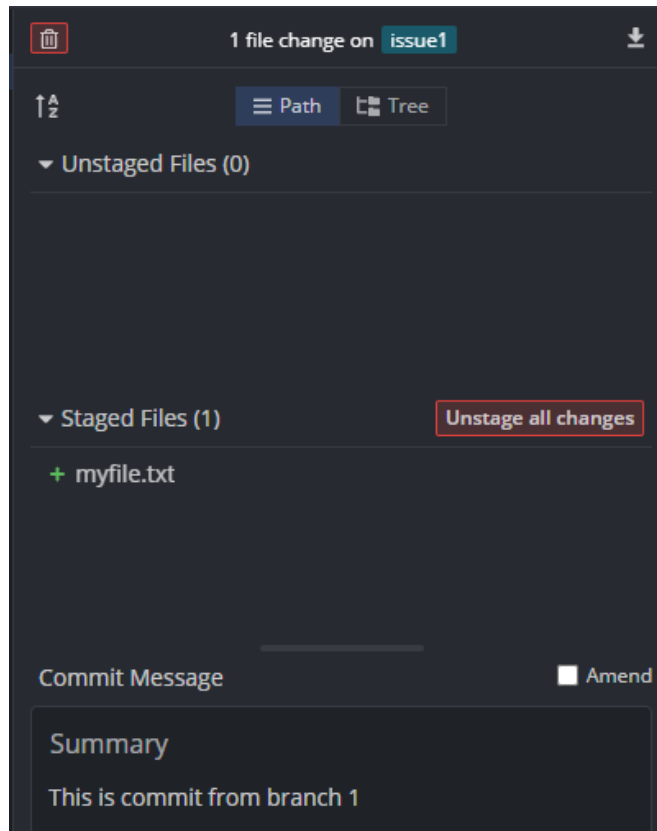 1 file change on issue1
Path Tree
Unstaged Files (0)
Staged Files (1) Unstage all changes
+ myfile.txt
Commit Message Amend
Summary
This is commit from branch 1